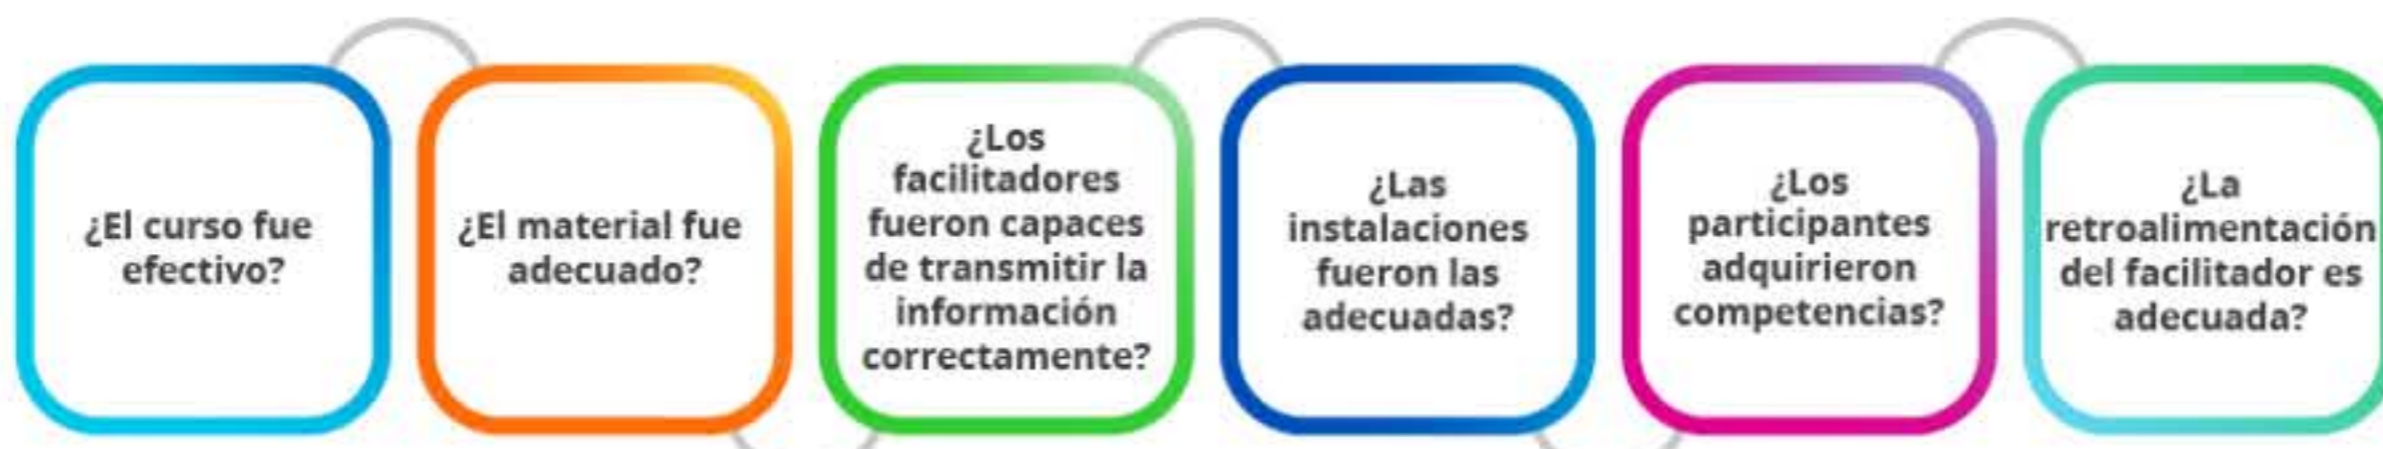 ¿El curso fue
efectivo?
¿El material fue
adecuado?
¿Los
facilitadores
fueron capaces
de transmitir la
información
correctamente?
¿Las
instalaciones
fueron las
adecuadas?
¿Los
participantes
adquirieron
competencias?
¿La
retroalimentación
del facilitador es
adecuada?